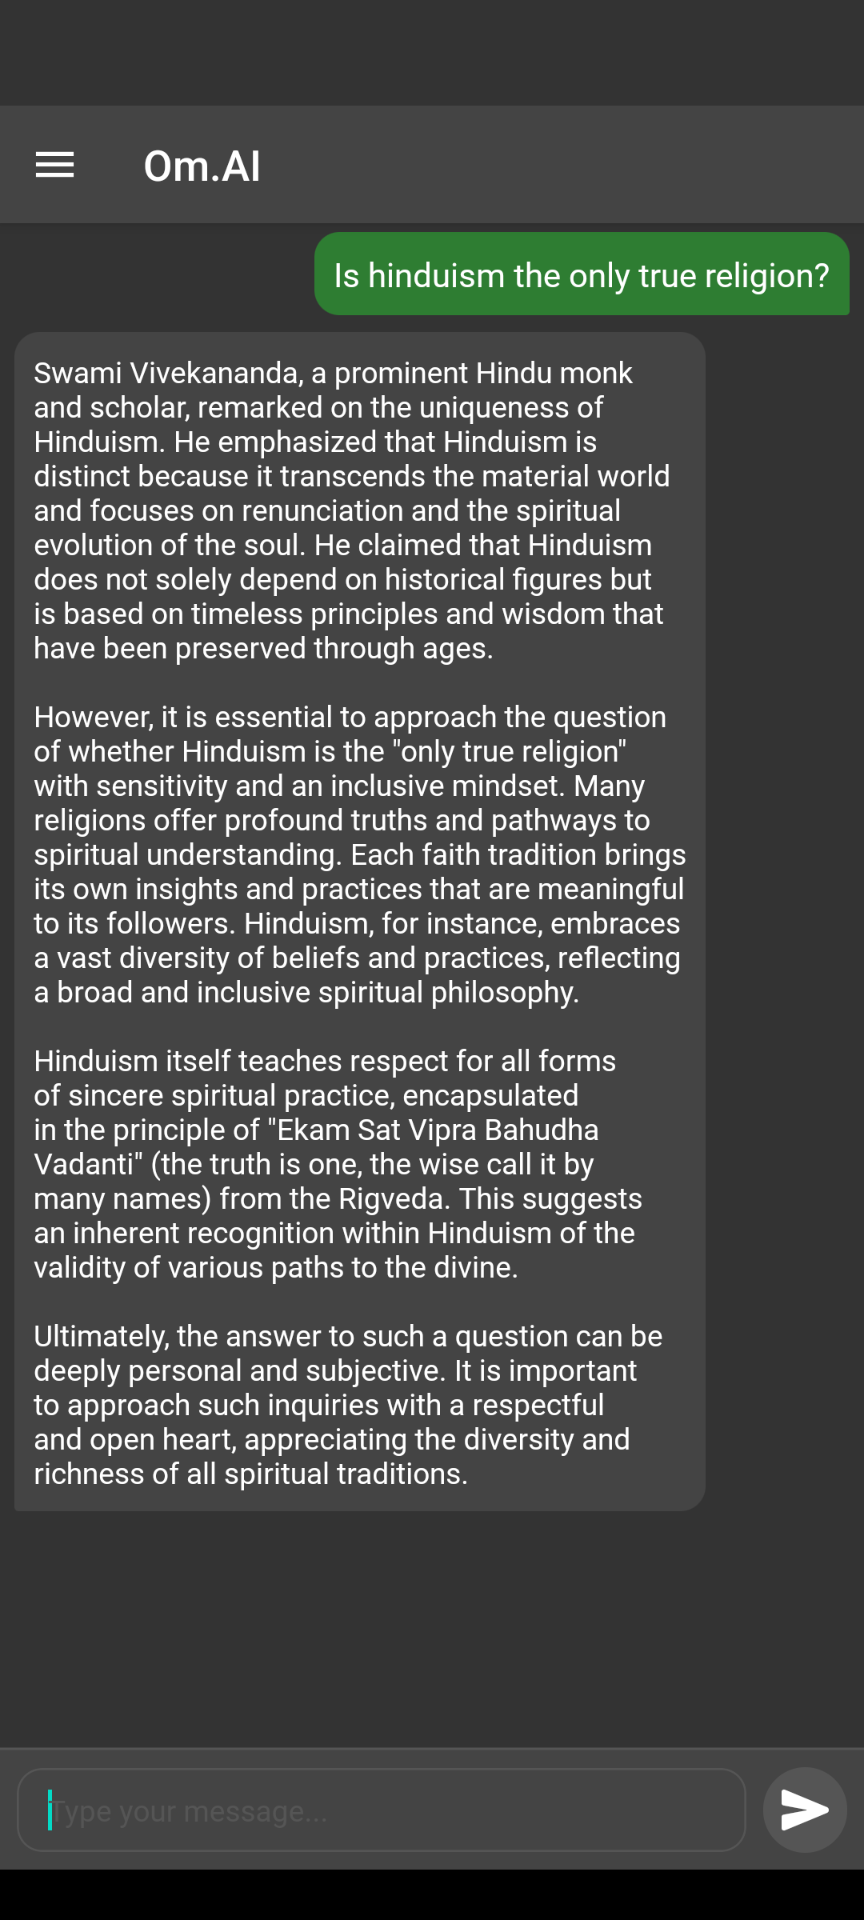 Om.AI
Is hinduism the only true religion?
Swami Vivekananda, a prominent Hindu monk
and scholar, remarked on the uniqueness of
Hinduism. He emphasized that Hinduism is
distinct because it transcends the material world
and focuses on renunciation and the spiritual
evolution of the soul. He claimed that Hinduism
does not solely depend on historical figures but
is based on timeless principles and wisdom that
have been preserved through ages.
However, it is essential to approach the question
of whether Hinduism is the "only true religion"
with sensitivity and an inclusive mindset. Many
religions offer profound truths and pathways to
spiritual understanding. Each faith tradition brings
its own insights and practices that are meaningful
to its followers. Hinduism, for instance, embraces
a vast diversity of beliefs and practices, reflecting
a broad and inclusive spiritual philosophy.
Hinduism itself teaches respect for all forms
of sincere spiritual practice, encapsulated
in the principle of "Ekam Sat Vipra Bahudha
Vadanti" (the truth is one, the wise call it by
many names) from the Rigveda. This suggests
an inherent recognition within Hinduism of the
validity of various paths to the divine.
Ultimately, the answer to such a question can be
deeply personal and subjective. It is important
to approach such inquiries with a respectful
and open heart, appreciating the diversity and
richness of all spiritual traditions.
Type your message...